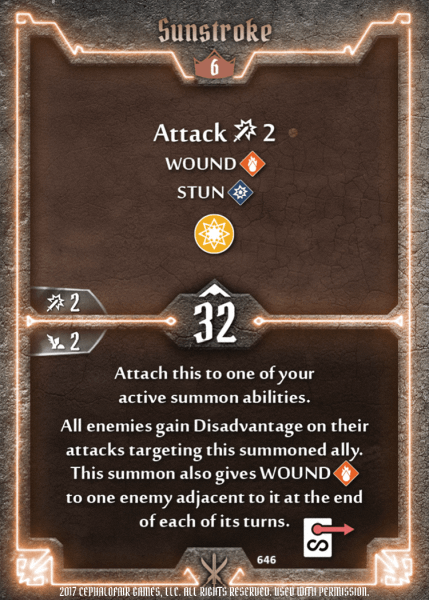 Sunstroke
6
Attack 2
WOUND
STUN
2
32
2
Attach this to one of your
active summon abilities.
All enemies gain Disadvantage on their
attacks targeting this summoned ally.
This summon also gives WOUND
to one enemy adjacent to it at the end
of each of its turns.
646
2017 CEPHALOFAIR GAMES, LLC. ALL RIGHTS RESERVED. USED WITH PERMISSION.